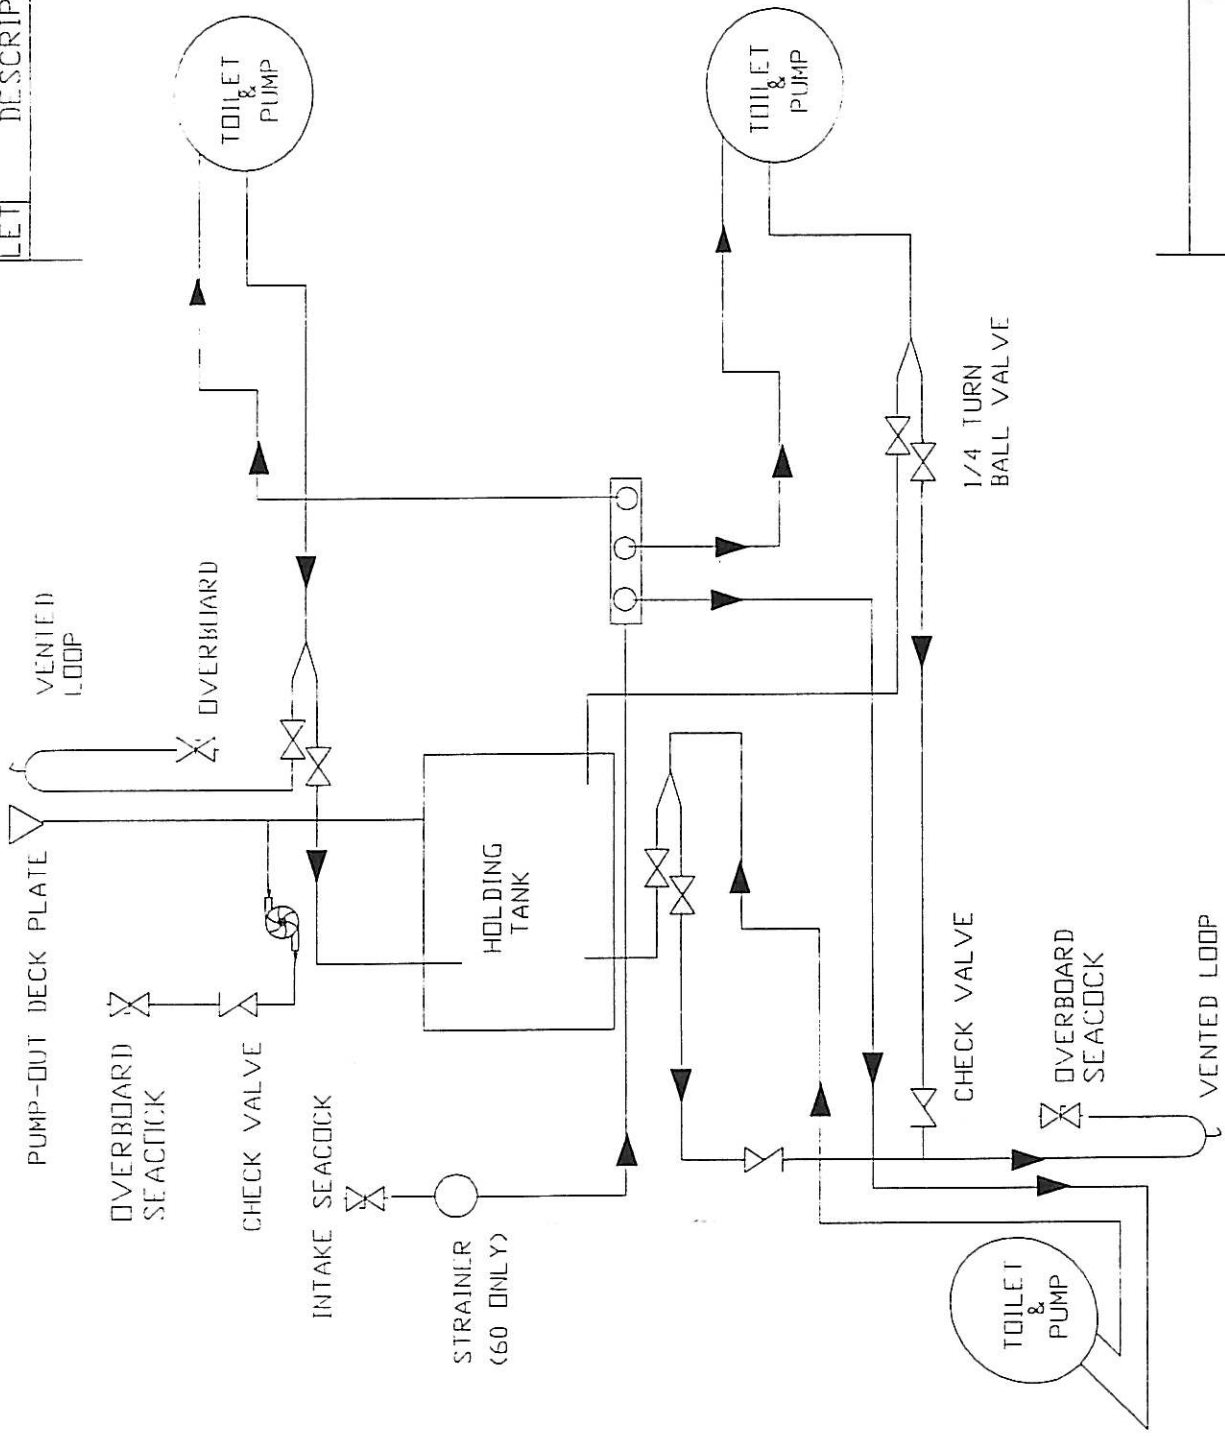 LET
DESCRIP
TOILET
&
PUMP
TOILET
&
PUMP
VENTED
LOOP
OVERBOARD
1/4 TURN
BALL VALVE
PUMP-OUT DECK PLATE
HOLDING
TANK
OVERBOARD
SEACOCK
CHECK VALVE
INTAKE SEACOCK
STRAINER
(60 ONLY)
CHECK VALVE
OVERBOARD
SEACOCK
VENTED LOOP
TOILET
&
PUMP